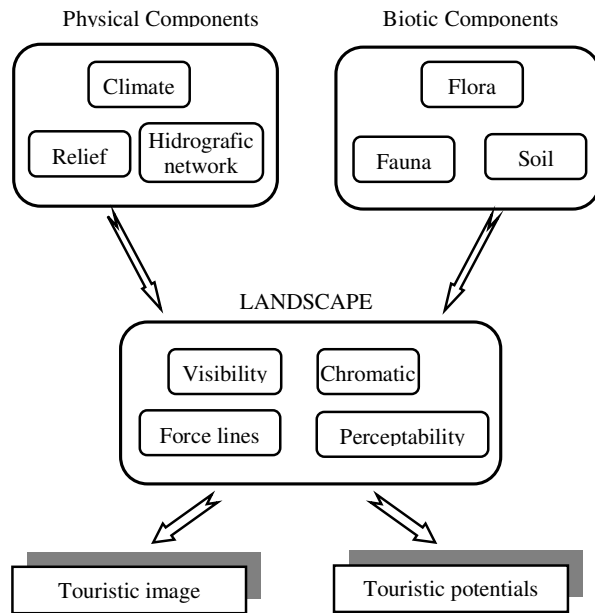 Physical Components
Biotic Components
Climate
Relief
Hidrografic
network
Flora
Fauna
Soil
LANDSCAPE
Visibility
Chromatic
Force lines
Perceptability
Touristic image
Touristic potentials